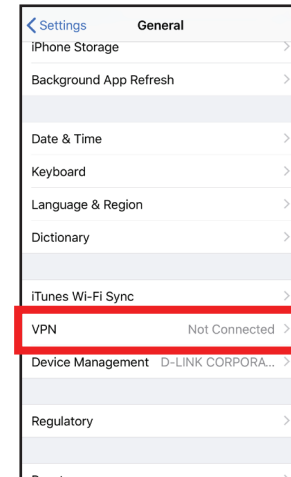 Settings General
iPhone Storage
Background App Refresh
Date & Time
Keyboard
Language & Region
Dictionary
iTunes Wi-Fi Sync
VPN Not Connected
Device Management D-LINK CORPORA...
Regulatory